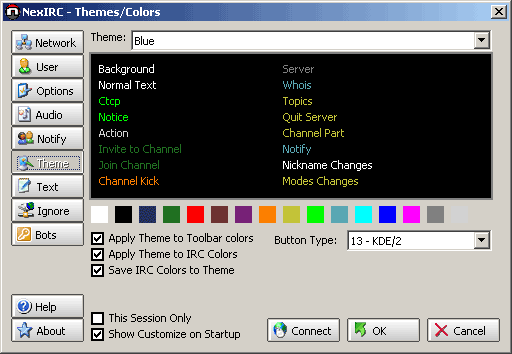 NexIRC - Themes/Colors
Network
User
Options
Audio
Notify
Theme
Text
Ignore
Bots
Help
About
Theme: Blue
Background Server
Normal Text Whois
Ctcp Topics
Notice Quit Server
Action Channel Part
Invite to Channel Notify
Join Channel Nickname Changes
Channel Kick Modes Changes
Apply Theme to Toolbar colors
Apply Theme to IRC Colors
Save IRC Colors to Theme
Button Type: 13 - KDE/2
This Session Only
Show Customize on Startup
Connect OK Cancel